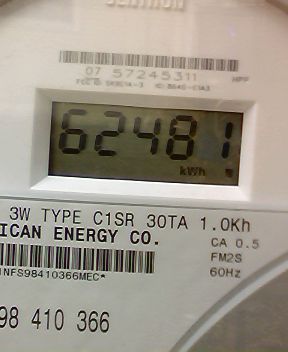 07 57245311
62481
kWh
3W TYPE C1SR 30TA 1.0Kh
ICAN ENERGY CO.
CA 0.5
FM2S
60Hz
1NFS98410366MEC*
98 410 366